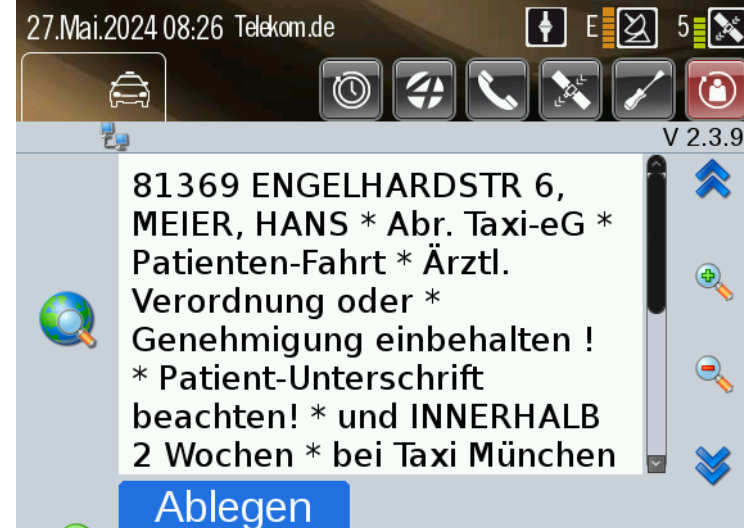 27.Mai.2024 08:26 Telekom.de E 5
V 2.3.9
81369 ENGELHARDSTR 6,
MEIER, HANS * Abr. Taxi-eG *
Patienten-Fahrt * Ärztl.
Verordnung oder *
Genehmigung einbehalten !
* Patient-Unterschrift
beachten! * und INNERHALB
2 Wochen * bei Taxi München
Ablegen